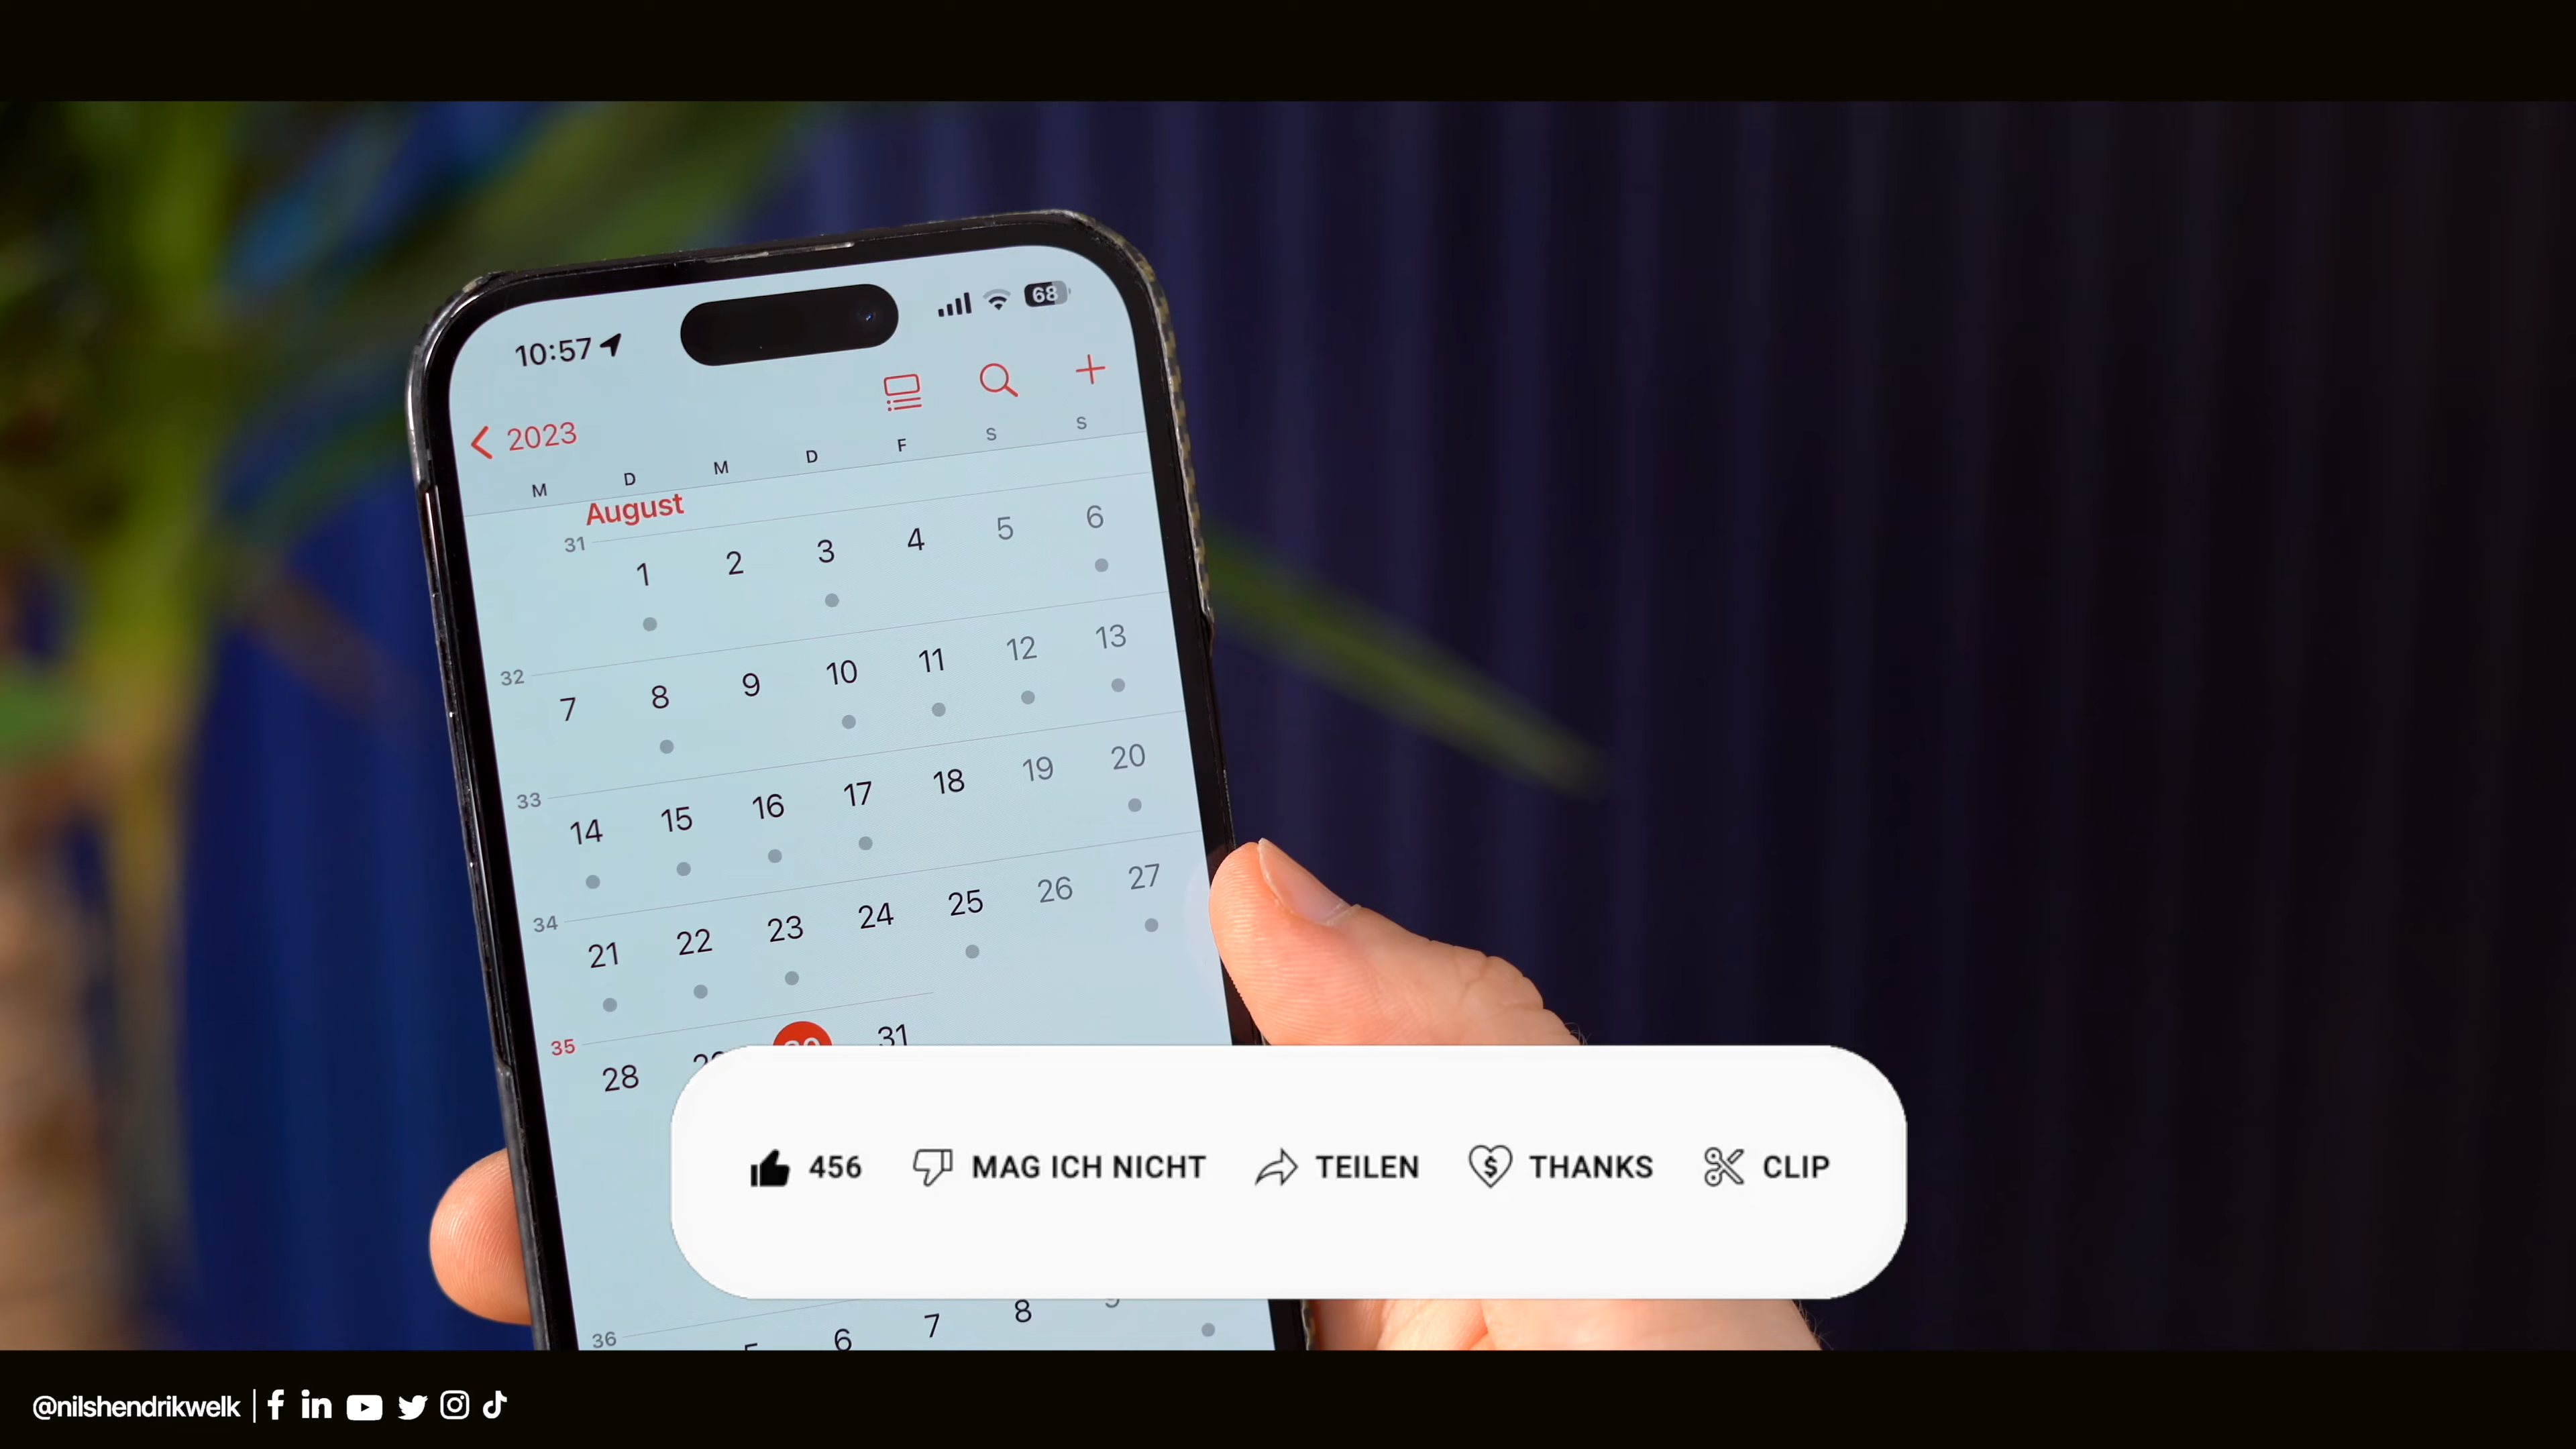 10:57 68
2023
M D M D F S S
August
31
1 2 3 4 5 6
32
7 8 9 10 11 12 13
33
14 15 16 17 18 19 20
34
21 22 23 24 25 26 27
35
28 31
456 MAG ICH NICHT TEILEN THANKS CLIP
36
6 7 8
@nilshendrikwelk